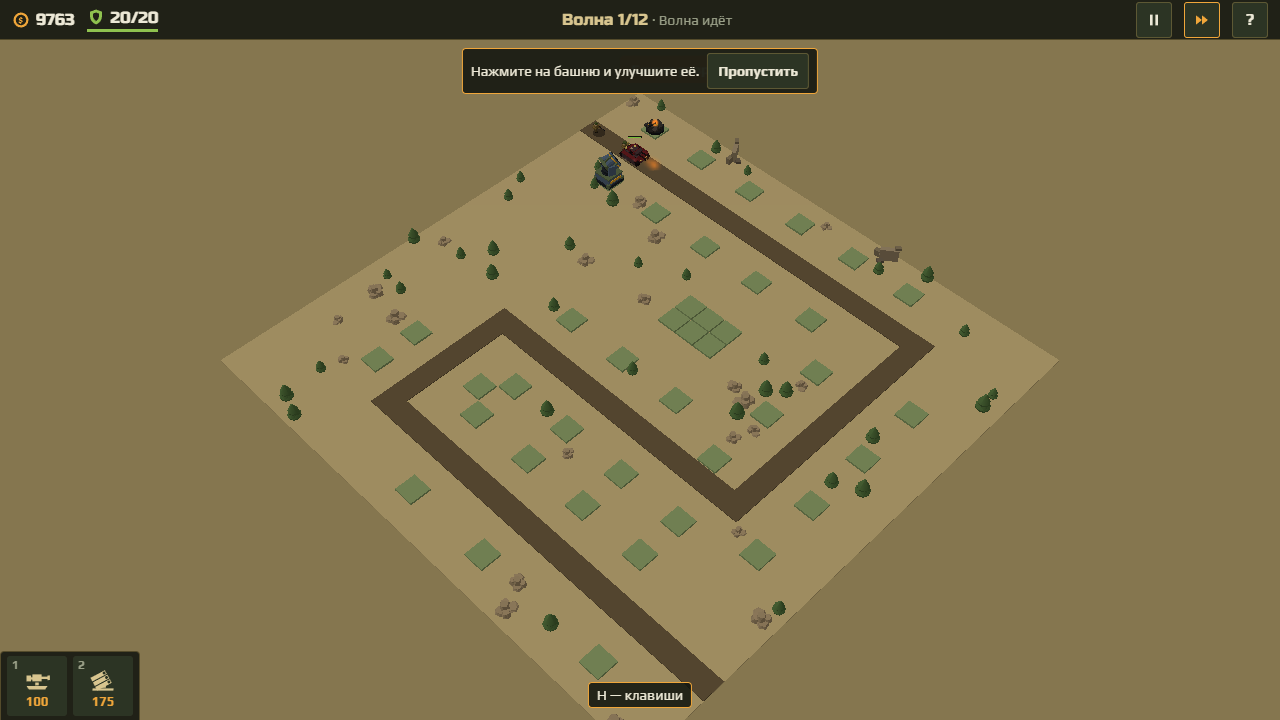 9763
20/20
Волна 1/12 · Волна идёт
?
Нажмите на башню и улучшите её.
Пропустить
1
100
2
175
H — клавиши